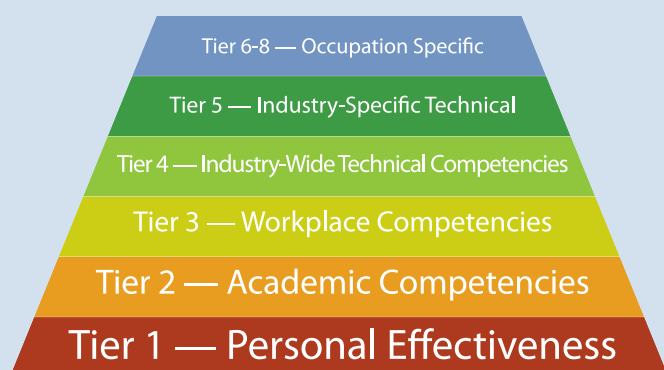 Tier 6-8 — Occupation Specific
Tier 5 — Industry-Specific Technical
Tier 4 — Industry-Wide Technical Competencies
Tier 3 — Workplace Competencies
Tier 2 — Academic Competencies
Tier 1 — Personal Effectiveness